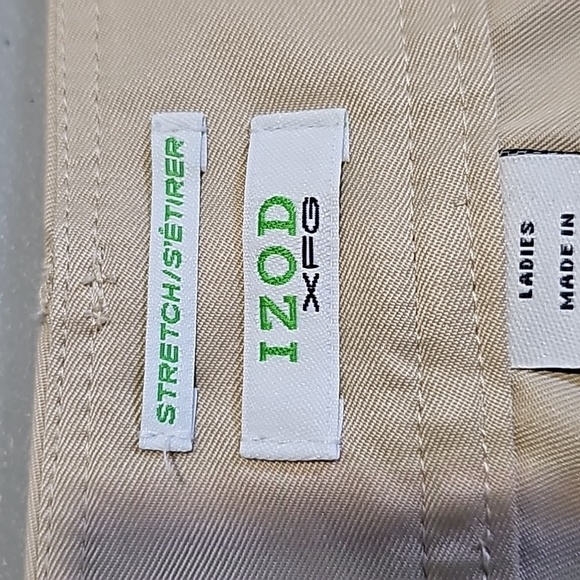 STRETCH/S'ÉTIRER
IZOD
XFG
LADIES
MADE IN